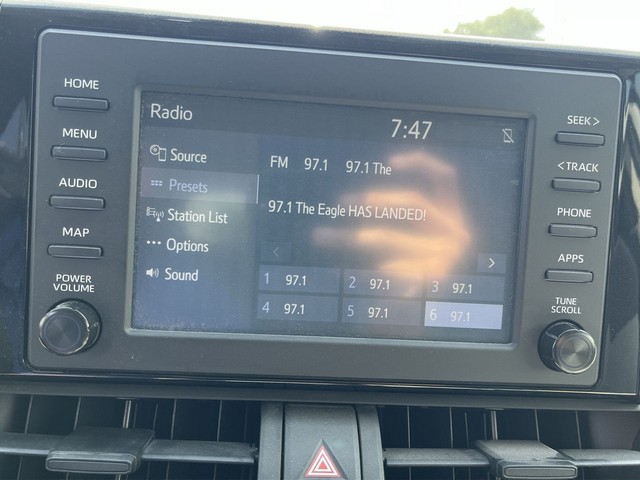 HOME
MENU
AUDIO
MAP
POWER
VOLUME
Radio
7:47
Source
Presets
Station List
Options
Sound
FM 97.1 97.1 The
97.1 The Eagle HAS LANDED!
1 97.1 2 97.1 3 97.1
4 97.1 5 97.1 6 97.1
SEEK >
< TRACK
PHONE
APPS
TUNE
SCROLL